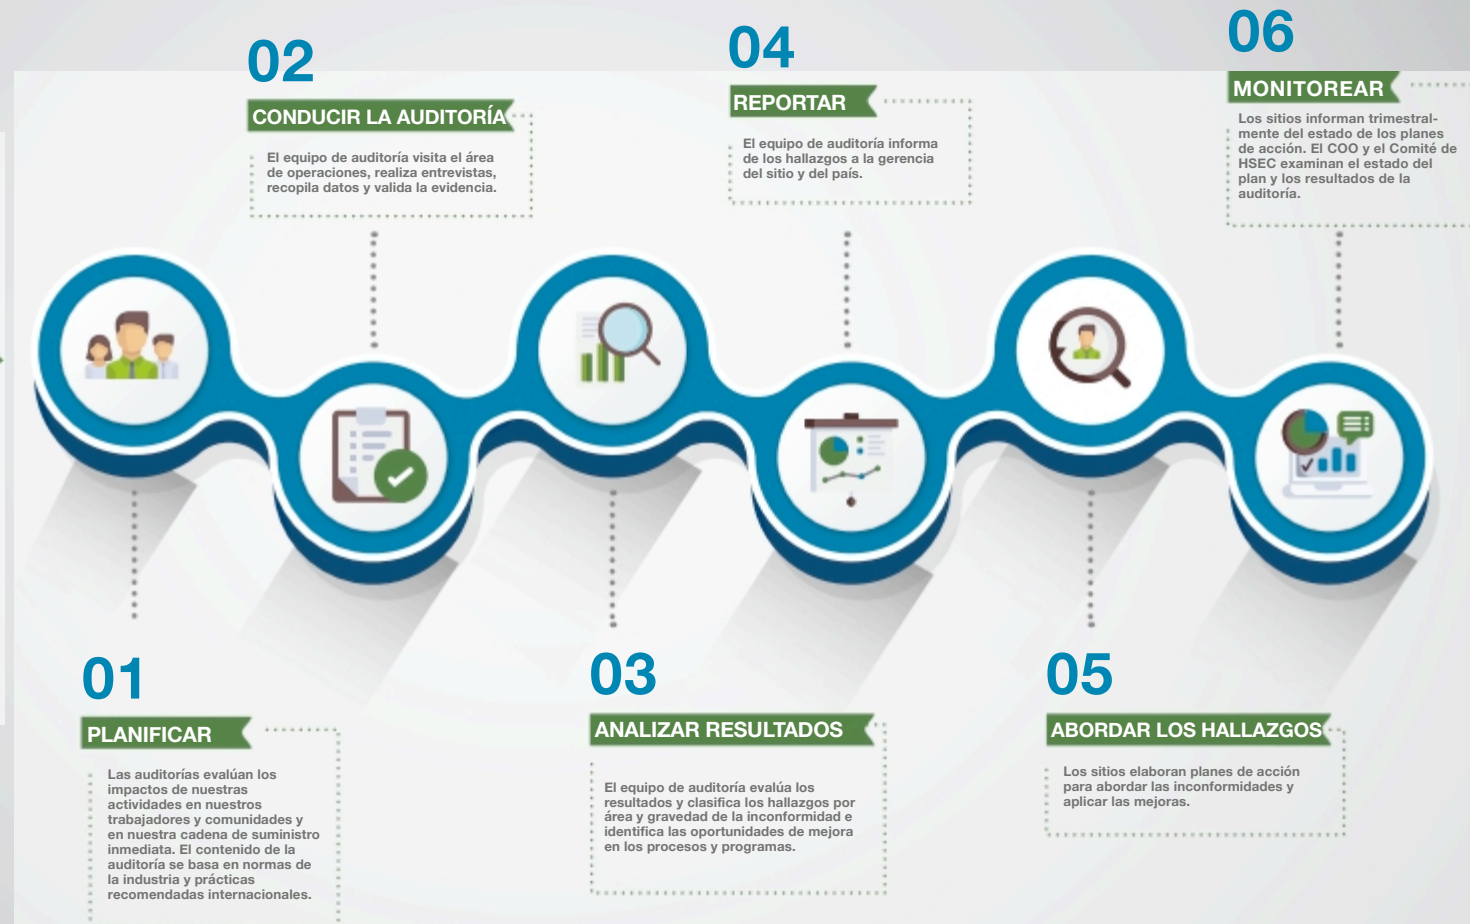 01
PLANIFICAR
Las auditorías evalúan los
impactos de nuestras
actividades en nuestros
trabajadores y comunidades y
en nuestra cadena de suministro
inmediata. El contenido de la
auditoría se basa en normas de
la industria y prácticas
recomendadas internacionales.
02
CONDUCIR LA AUDITORÍA
El equipo de auditoría visita el área
de operaciones, realiza entrevistas,
recopila datos y valida la evidencia.
03
ANALIZAR RESULTADOS
El equipo de auditoría evalúa los
resultados y clasifica los hallazgos por
área y gravedad de la inconformidad e
identifica las oportunidades de mejora
en los procesos y programas.
04
REPORTAR
El equipo de auditoría informa
de los hallazgos a la gerencia
del sitio y del país.
05
ABORDAR LOS HALLAZGOS
Los sitios elaboran planes de acción
para abordar las inconformidades y
aplicar las mejoras.
06
MONITOREAR
Los sitios informan trimestral-
mente del estado de los planes
de acción. El COO y el Comité de
HSEC examinan el estado del
plan y los resultados de la
auditoría.